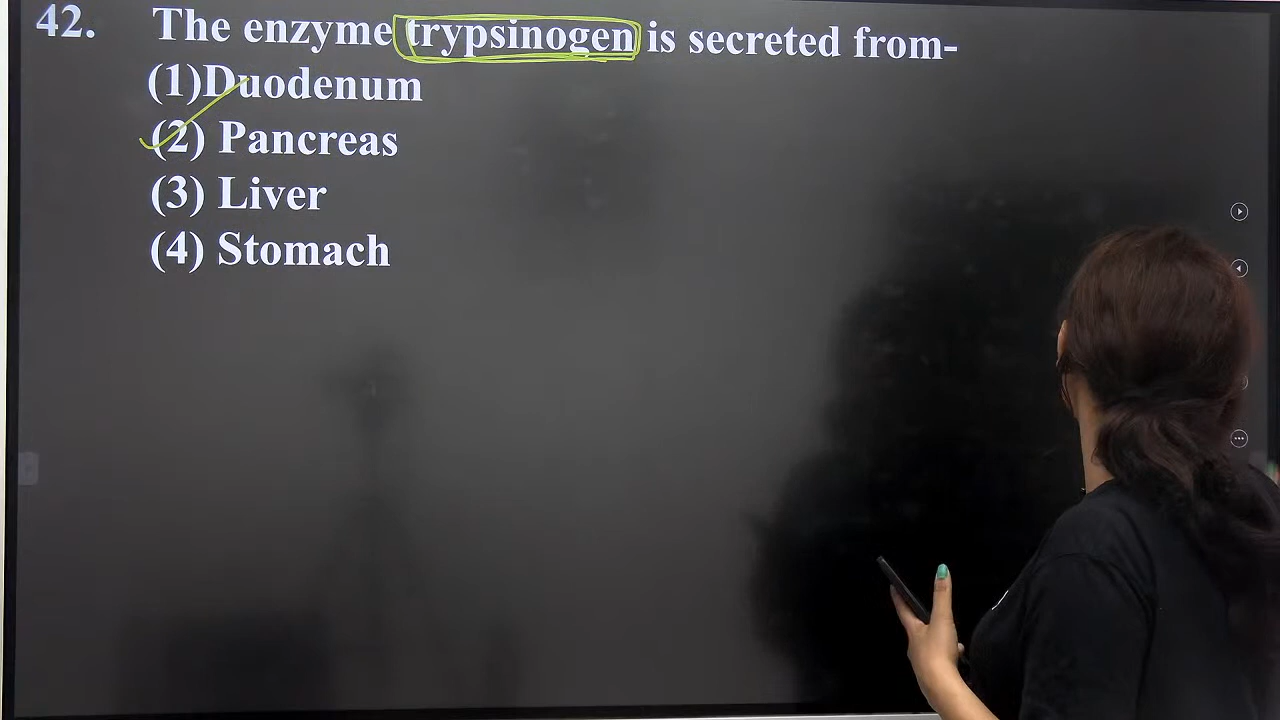 42. The enzyme trypsinogen is secreted from-
(1)Duodenum
(2) Pancreas
(3) Liver
(4) Stomach